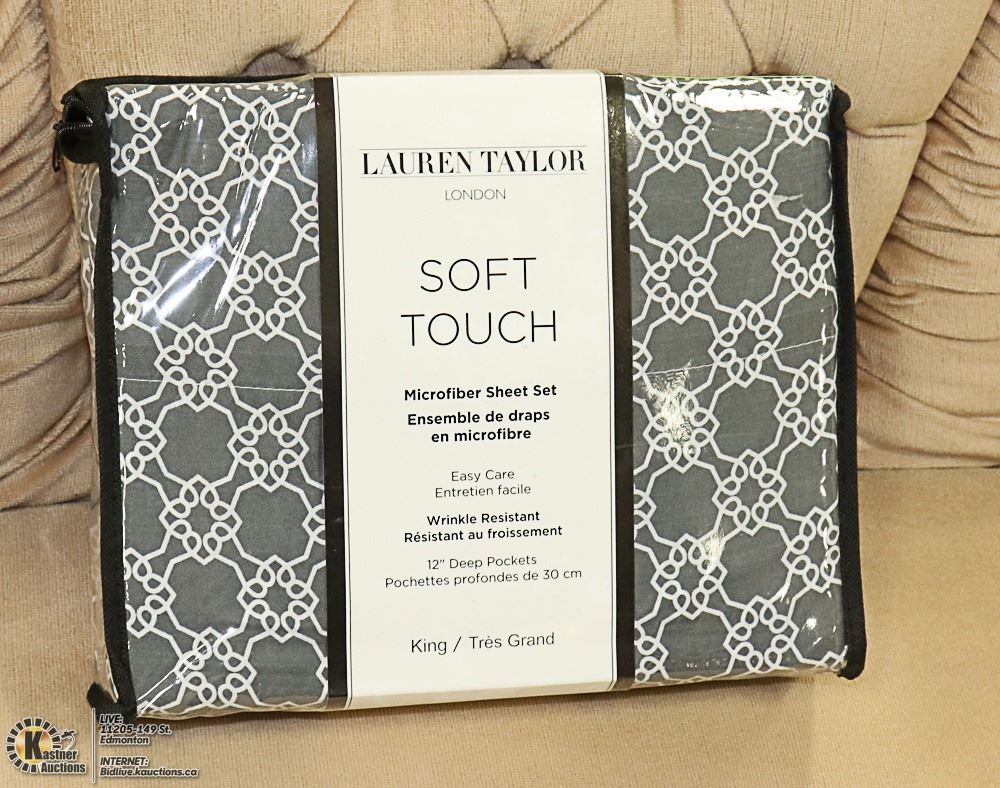 LAUREN TAYLOR
LONDON
SOFT
TOUCH
Microfiber Sheet Set
Ensemble de draps
en microfibre
Easy Care
Entretien facile
Wrinkle Resistant
Résistant au froissement
12" Deep Pockets
Pochettes profondes de 30 cm
King / Très Grand
Kastner
Auctions
LIVE:
11205-149 St.
Edmonton
INTERNET:
Bidlive.kauctions.ca